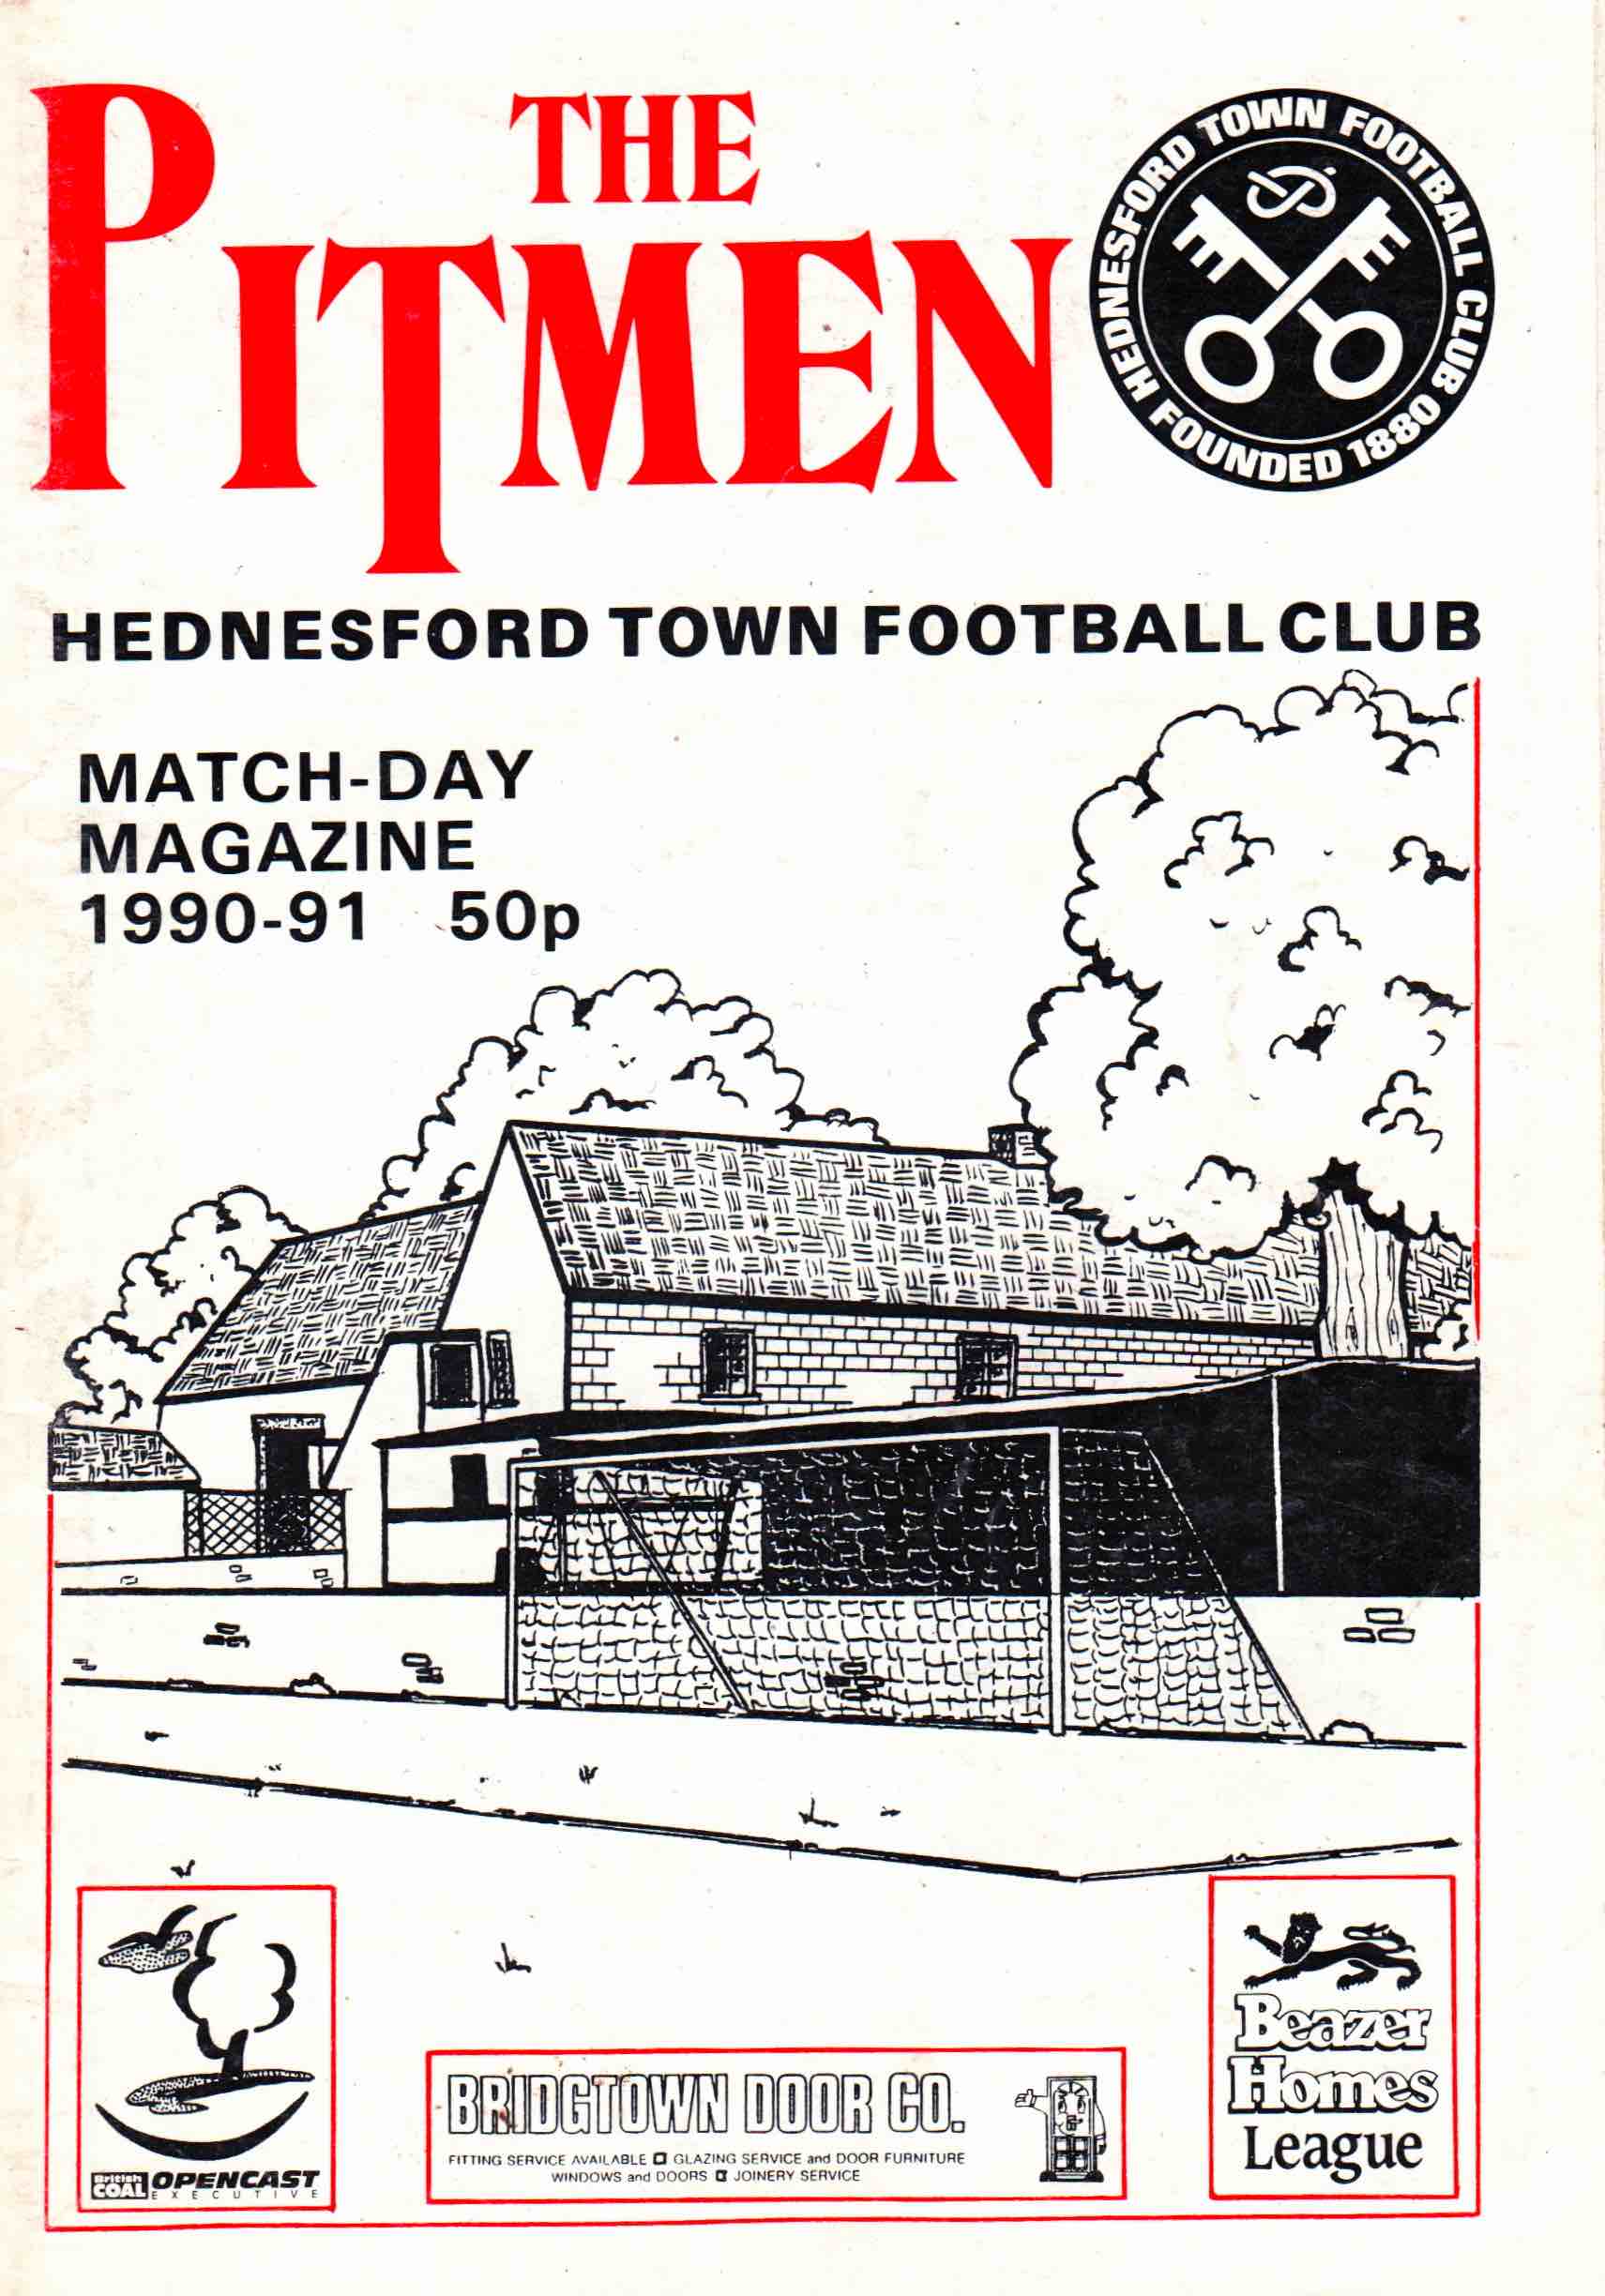 THE
PITMEN
HEDNESFORD TOWN FOOTBALL CLUB
FOUNDED 1880
HEDNESFORD TOWN FOOTBALL CLUB
MATCH-DAY
MAGAZINE
1990-91 50p
British
COAL OPENCAST
EXECUTIVE
BRIDGTOWN DOOR CO.
FITTING SERVICE AVAILABLE GLAZING SERVICE and DOOR FURNITURE
WINDOWS and DOORS JOINERY SERVICE
Beazer
Homes
League